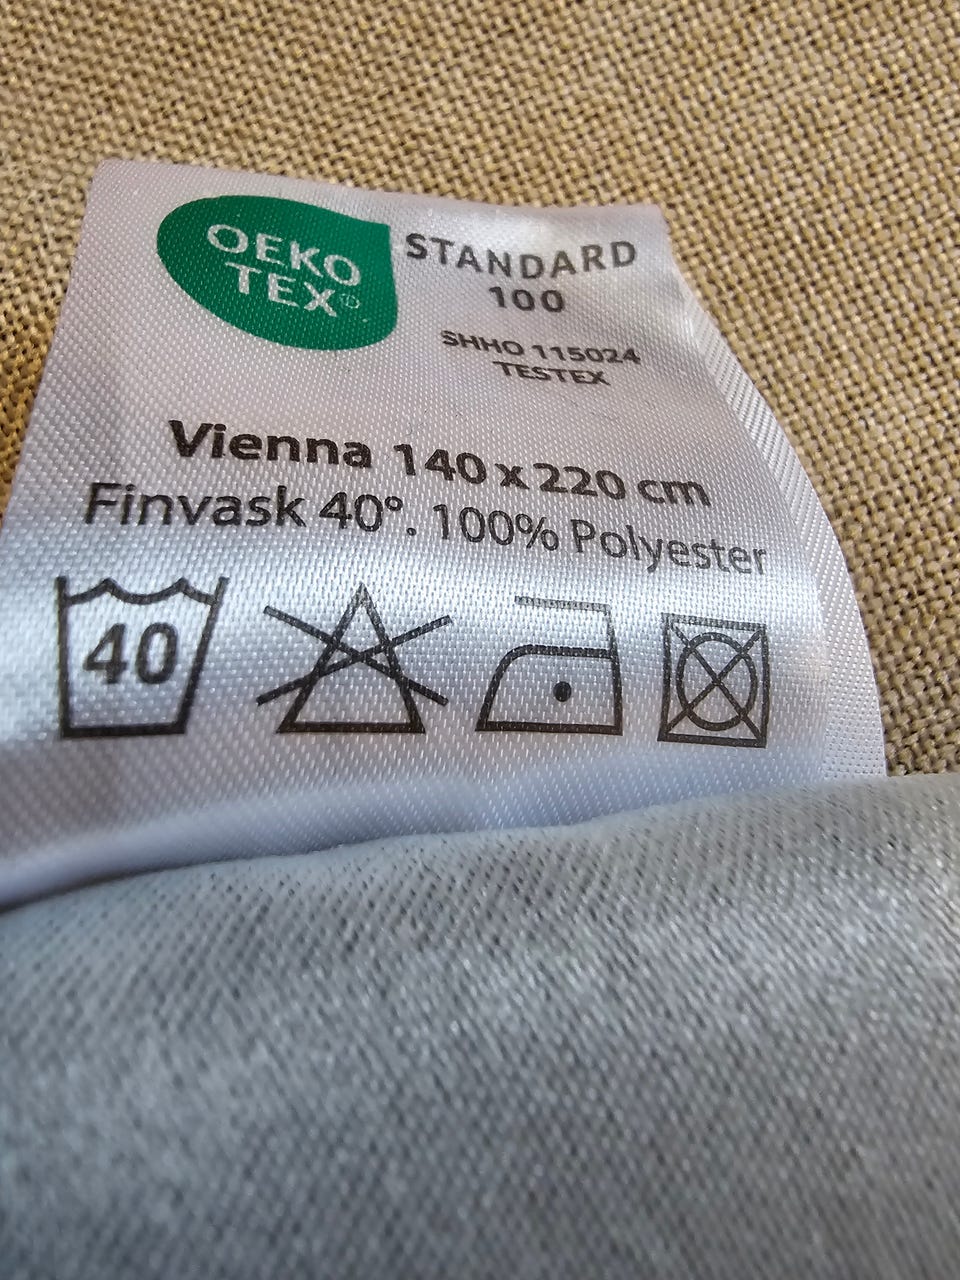 OEKO
TEX®
STANDARD
100
SHHO 115024
TESTEX
Vienna 140 x 220 cm
Finvask 40°. 100% Polyester
40